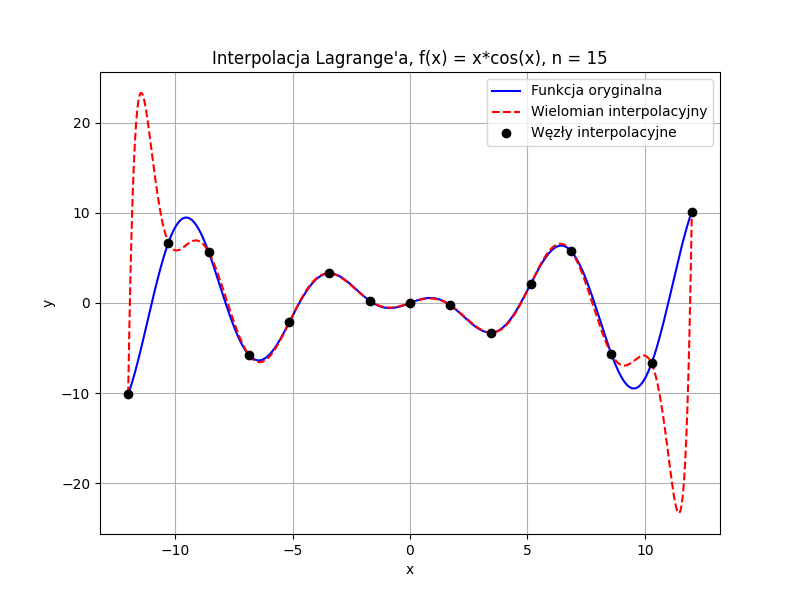 Interpolacja Lagrange'a, f(x) = x*cos(x), n = 15
Funkcja oryginalna
Wielomian interpolacyjny
Węzły interpolacyjne
20
10
0
−10
−20
y
−10
−5
0
5
10
x